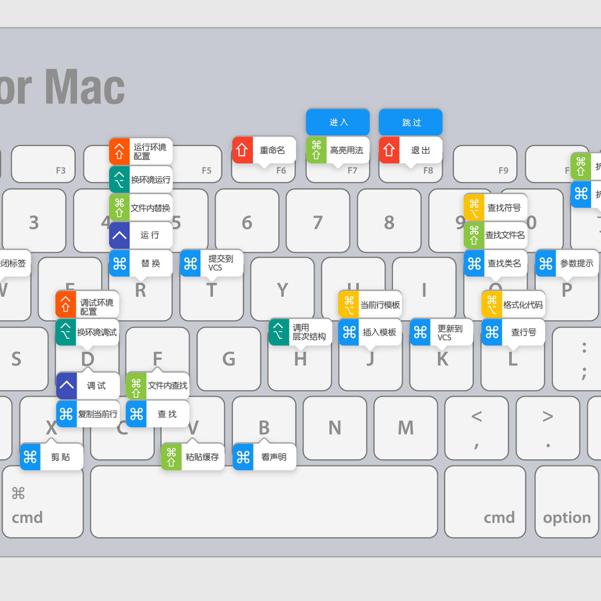 or Mac
进入
跳过
⌃⇧ 运行环境
配置
⇧ 重命名
⌘⇧ 高亮用法
⇧ 退出
F3
F5
F6
F7
F8
F9
⌃⌥ 换环境运行
⌘⇧ 文件内替换
⌘⌥ 查找符号
3
4
5
6
7
8
9
0
⌃ 运行
⌘⇧ 查找文件名
闭标签
⌘ 替换
⌘ 提交到
VCS
⌘ 查找类名
⌘ 参数提示
W
E
R
T
Y
U
I
O
P
⌃⇧ 调试环境
配置
⌘⌥ 当前行模板
⌘⌥ 格式化代码
⌃⌥ 换环境调试
⌃⌥ 调用
层次结构
⌘ 插入模板
⌘ 更新到
VCS
⌘ 查行号
S
D
F
G
H
J
K
L
:
;
⌃ 调试
⌘⇧ 文件内查找
⌘ 复制当前行
⌘ 查找
X
C
V
B
N
M
<
,
>
.
⌘ 剪贴
⌘⇧ 粘贴缓存
⌘ 看声明
⌘
cmd
cmd
option